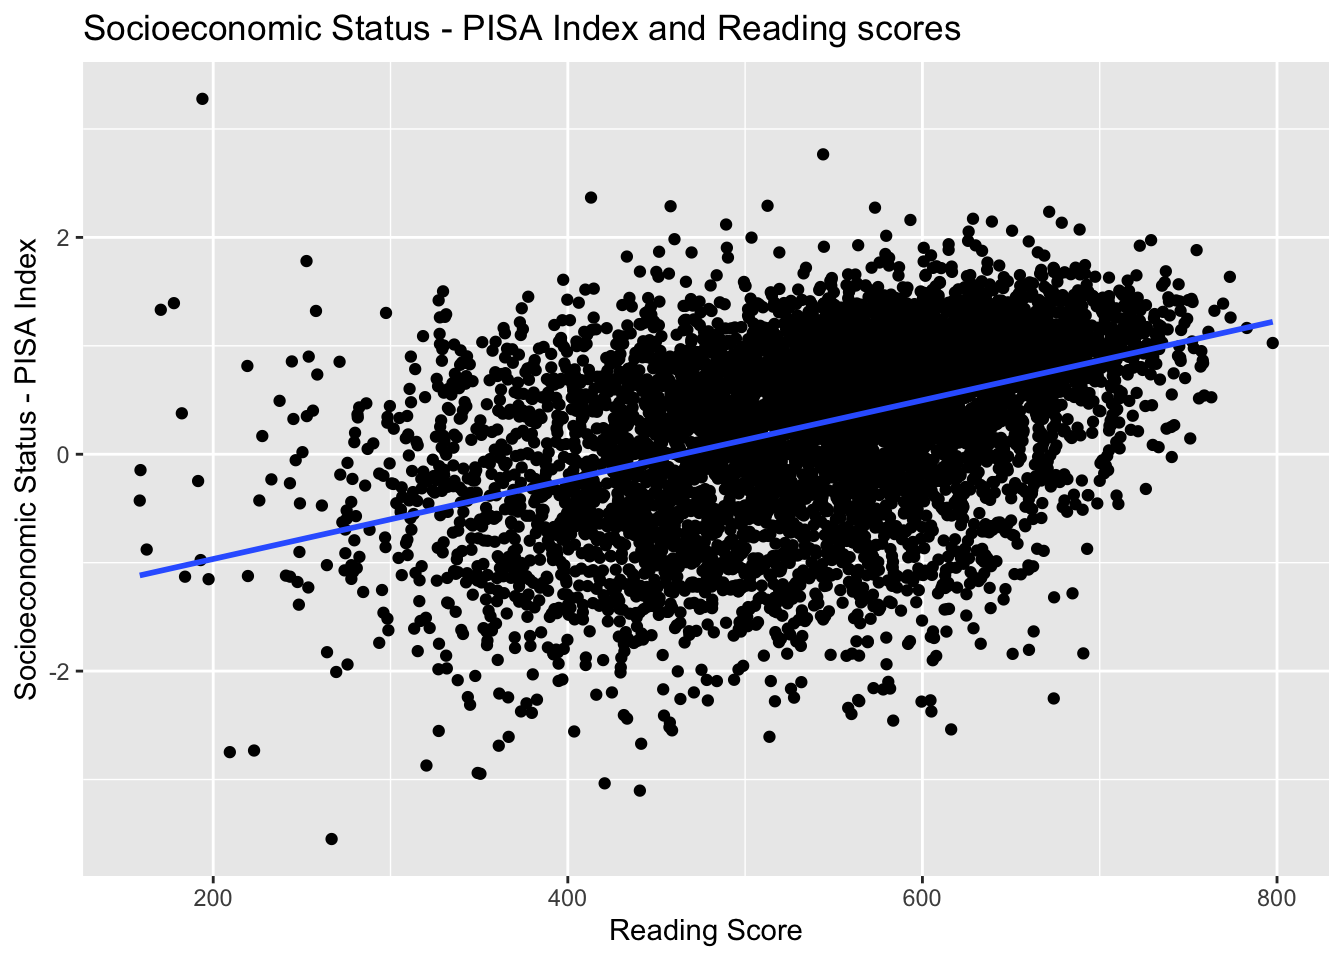 Socioeconomic Status - PISA Index and Reading scores
Socioeconomic Status - PISA Index
2
0
-2
200
400
600
800
Reading Score